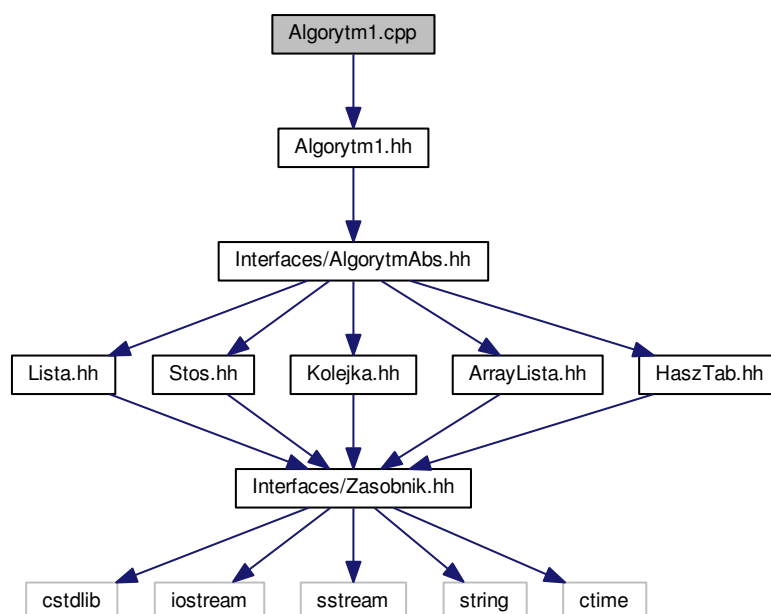 Algorytm1.cpp
Algorytm1.hh
Interfaces/AlgorytmAbs.hh
Lista.hh
Stos.hh
Kolejka.hh
ArrayLista.hh
HaszTab.hh
Interfaces/Zasobnik.hh
cstdlib
iostream
sstream
string
ctime